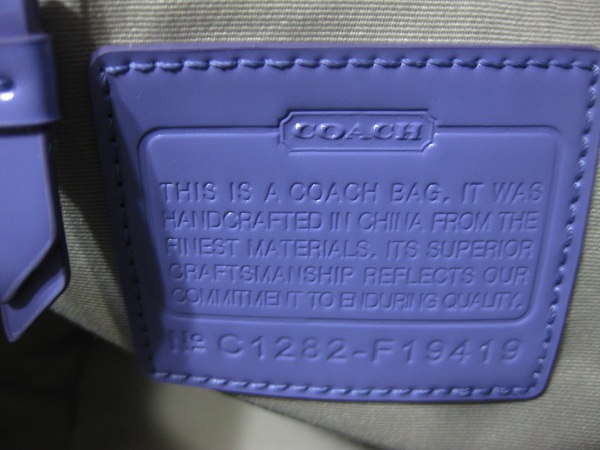 COACH
THIS IS A COACH BAG. IT WAS
HANDCRAFTED IN CHINA FROM THE
FINEST MATERIALS. ITS SUPERIOR
CRAFTSMANSHIP REFLECTS OUR
COMMITMENT TO ENDURING QUALITY.
Nº C1282-F19419